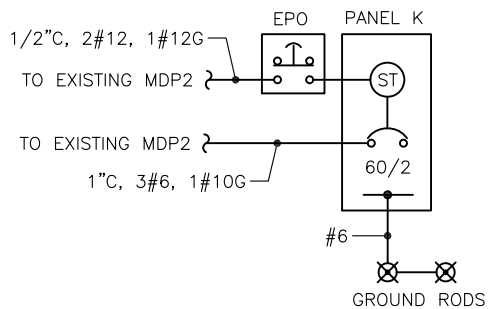 EPO
PANEL K
1/2"C, 2#12, 1#12G
TO EXISTING MDP2
ST
TO EXISTING MDP2
60/2
1"C, 3#6, 1#10G
#6
GROUND RODS